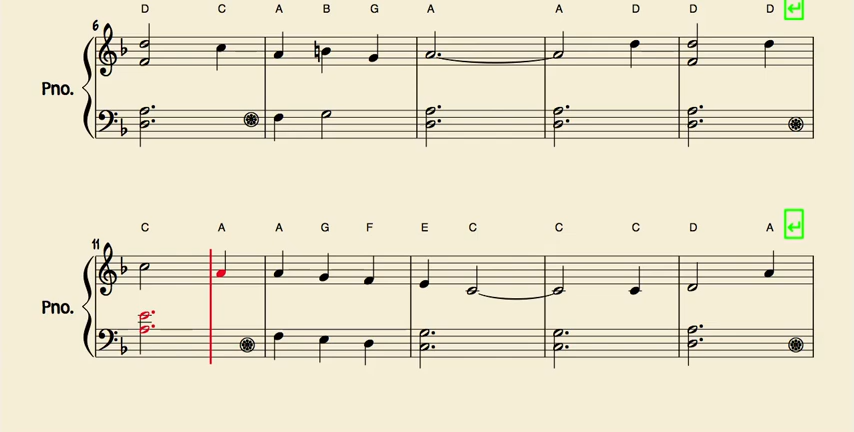 D C A B G A A D D D
6
Pno.
C A A G F E C C C D A
11
Pno.